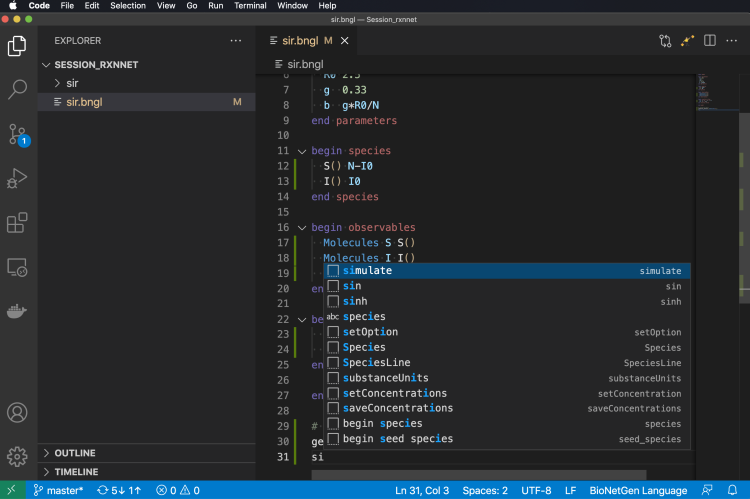 Code File Edit Selection View Go Run Terminal Window Help
sir.bngl — Session_rxnnet
EXPLORER ...
SESSION_RXNNET
sir
sir.bngl M
OUTLINE
TIMELINE
sir.bngl M
sir.bngl
6 R0 2.5
7 g 0.33
8 b g*R0/N
9 end parameters
10
11 begin species
12 S() N-I0
13 I() I0
14 end species
15
16 begin observables
17 Molecules S S()
18 Molecules I I()
19
20 en
21
22 be
23
24
25 en
26
27 en
28
29 #
30 ge
31 si
simulate simulate
sin sin
sinh sinh
abc species
setOption setOption
Species Species
SpeciesLine SpeciesLine
substanceUnits substanceUnits
setConcentrations setConcentration
saveConcentrations saveConcentrations
begin species species
begin seed species seed_species
1
master* 5↓ 1↑ 0 0 Ln 31, Col 3 Spaces: 2 UTF-8 LF BioNetGen Language